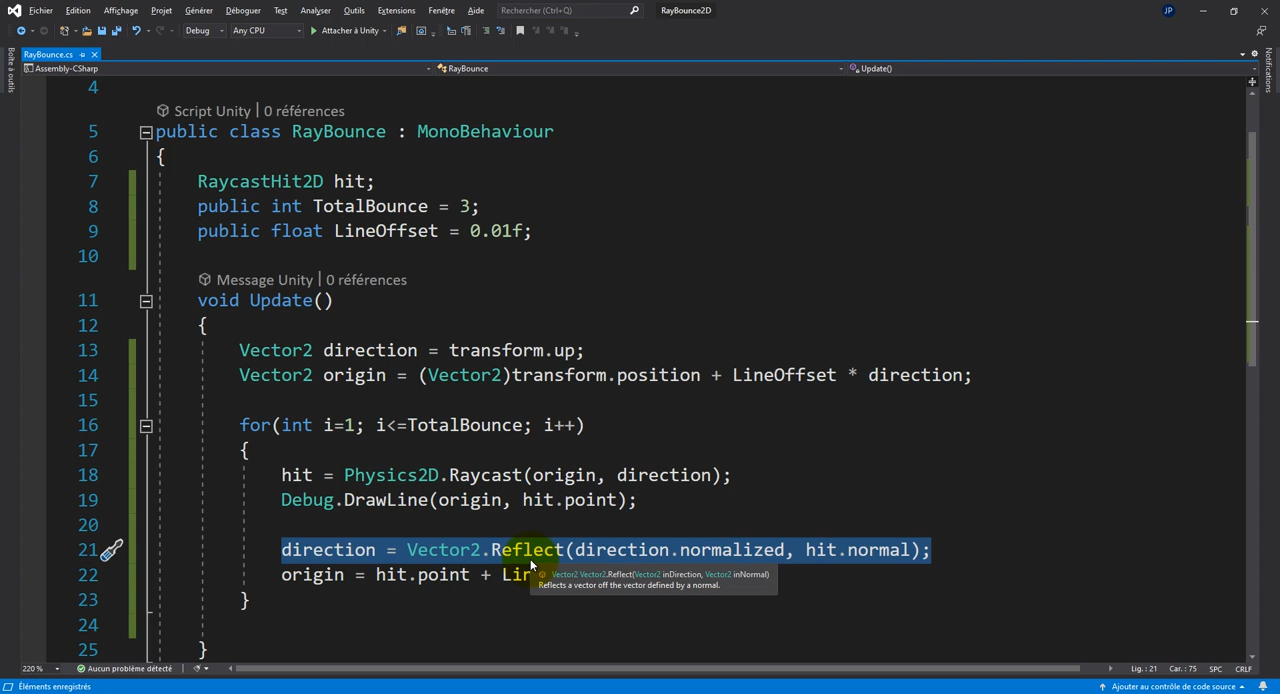 Fichier Edition Affichage Projet Générer Déboguer Test Analyser Outils Extensions Fenêtre Aide Rechercher (Ctrl+Q) RayBounce2D JP
Debug Any CPU Attacher à Unity
RayBounce.cs
Boîte à outils
Notifications
Assembly-CSharp RayBounce Update()
4
Script Unity | 0 références
5 public class RayBounce : MonoBehaviour
6 {
7 RaycastHit2D hit;
8 public int TotalBounce = 3;
9 public float LineOffset = 0.01f;
10
Message Unity | 0 références
11 void Update()
12 {
13 Vector2 direction = transform.up;
14 Vector2 origin = (Vector2)transform.position + LineOffset * direction;
15
16 for(int i=1; i<=TotalBounce; i++)
17 {
18 hit = Physics2D.Raycast(origin, direction);
19 Debug.DrawLine(origin, hit.point);
20
21 direction = Vector2.Reflect(direction.normalized, hit.normal);
22 origin = hit.point + Lin
Vector2 Vector2.Reflect(Vector2 inDirection, Vector2 inNormal)
Reflects a vector off the vector defined by a normal.
23 }
24
25 }
220 % Aucun problème détecté Lig. : 21 Car. : 75 SPC CRLF
Éléments enregistrés Ajouter au contrôle de code source